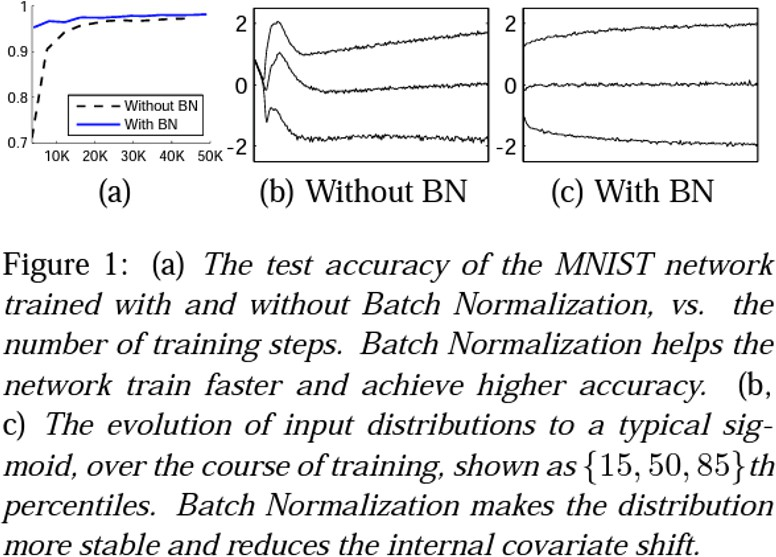 1
0.9
0.8
0.7
10K 20K 30K 40K 50K
Without BN
With BN
2
0
-2
2
0
-2
(a)
(b) Without BN
(c) With BN
Figure 1: (a) The test accuracy of the MNIST network
trained with and without Batch Normalization, vs. the
number of training steps. Batch Normalization helps the
network train faster and achieve higher accuracy. (b,
c) The evolution of input distributions to a typical sig-
moid, over the course of training, shown as {15, 50, 85}th
percentiles. Batch Normalization makes the distribution
more stable and reduces the internal covariate shift.